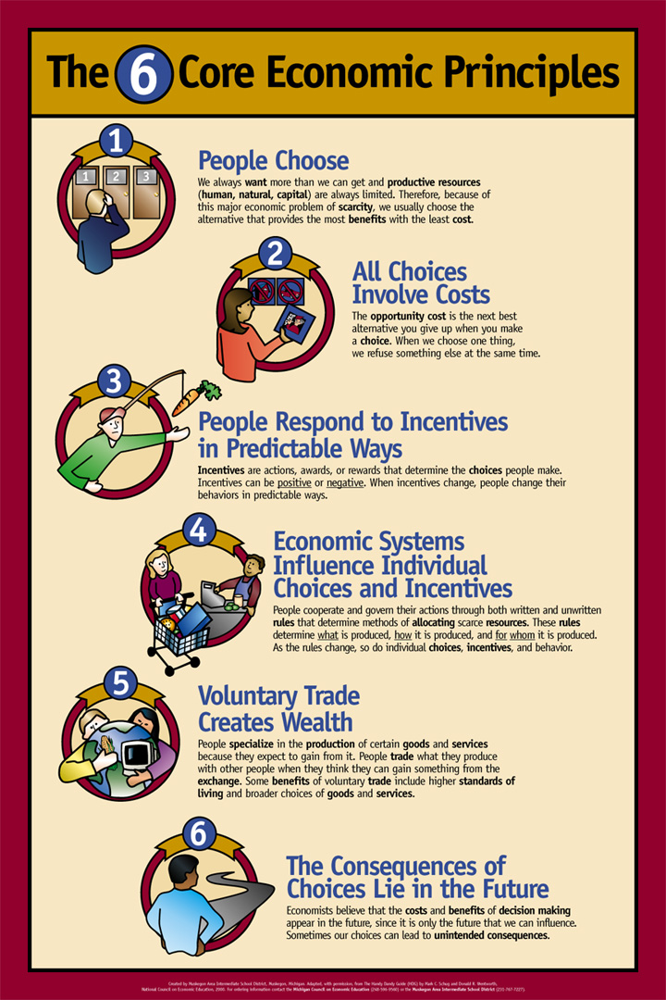 The 6 Core Economic Principles
1
1 2 3
People Choose
We always want more than we can get and productive resources
(human, natural, capital) are always limited. Therefore, because of
this major economic problem of scarcity, we usually choose the
alternative that provides the most benefits with the least cost.
2
All Choices
Involve Costs
The opportunity cost is the next best
alternative you give up when you make
a choice. When we choose one thing,
we refuse something else at the same time.
3
People Respond to Incentives
in Predictable Ways
Incentives are actions, awards, or rewards that determine the choices people make.
Incentives can be positive or negative. When incentives change, people change their
behaviors in predictable ways.
4
Economic Systems
Influence Individual
Choices and Incentives
People cooperate and govern their actions through both written and unwritten
rules that determine methods of allocating scarce resources. These rules
determine what is produced, how it is produced, and for whom it is produced.
As the rules change, so do individual choices, incentives, and behavior.
5
Voluntary Trade
Creates Wealth
People specialize in the production of certain goods and services
because they expect to gain from it. People trade what they produce
with other people when they think they can gain something from the
exchange. Some benefits of voluntary trade include higher standards of
living and broader choices of goods and services.
6
The Consequences of
Choices Lie in the Future
Economists believe that the costs and benefits of decision making
appear in the future, since it is only the future that we can influence.
Sometimes our choices can lead to unintended consequences.
Created by Muskegon Area Intermediate School District, Muskegon, Michigan. Adapted, with permission, from The Handy Dandy Guide (HDG) by Mark C. Schug and Donald R. Wentworth,
National Council on Economic Education, 2006. For ordering information contact the Michigan Council on Economic Education (248-596-9560) or the Muskegon Area Intermediate School District (231-767-7227).